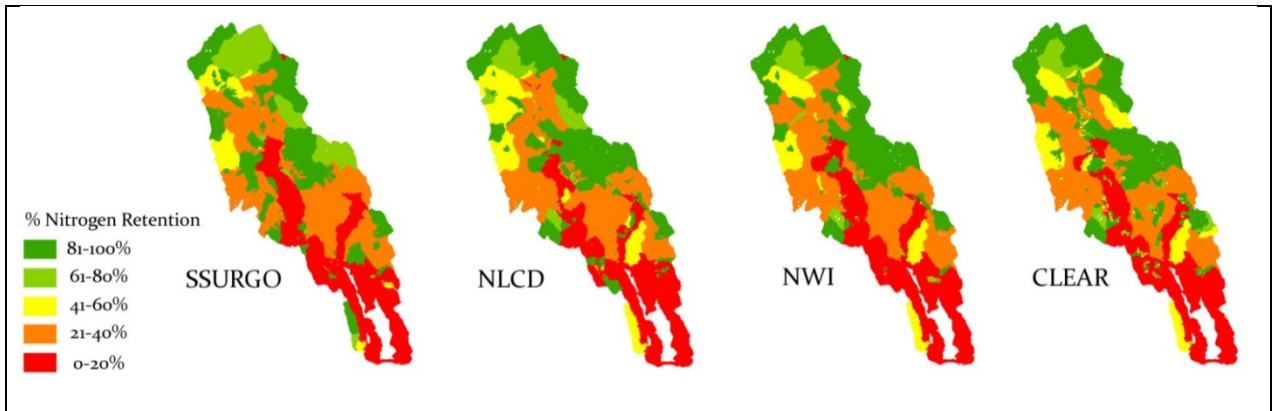 % Nitrogen Retention
81-100%
61-80%
41-60%
21-40%
0-20%
SSURGO
NLCD
NWI
CLEAR